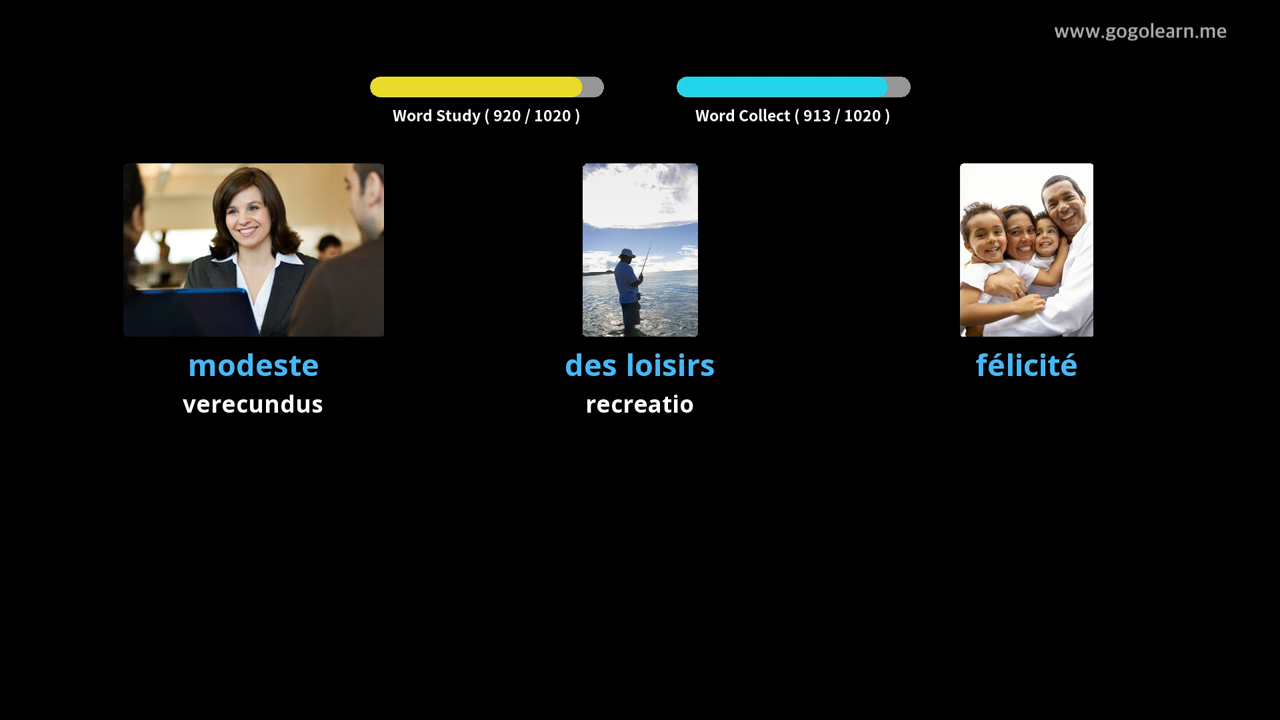 www.gogolearn.me
Word Study ( 920 / 1020 )
Word Collect ( 913 / 1020 )
modeste
verecundus
des loisirs
recreatio
félicité